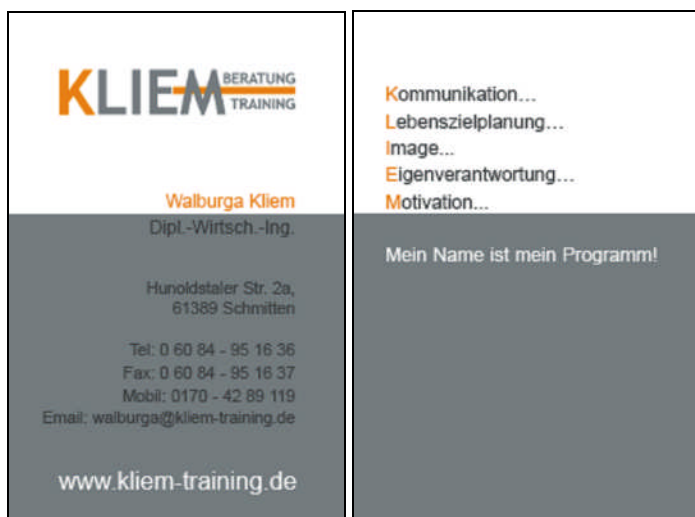 KLIEM
BERATUNG
TRAINING
Walburga Kliem
Dipl.-Wirtsch.-Ing.
Hunoldstaler Str. 2a,
61389 Schmitten
Tel: 0 60 84 - 95 16 36
Fax: 0 60 84 - 95 16 37
Mobil: 0170 - 42 89 119
Email: walburga@kliem-training.de
www.kliem-training.de
Kommunikation...
Lebenszielplanung...
Image...
Eigenverantwortung...
Motivation...
Mein Name ist mein Programm!